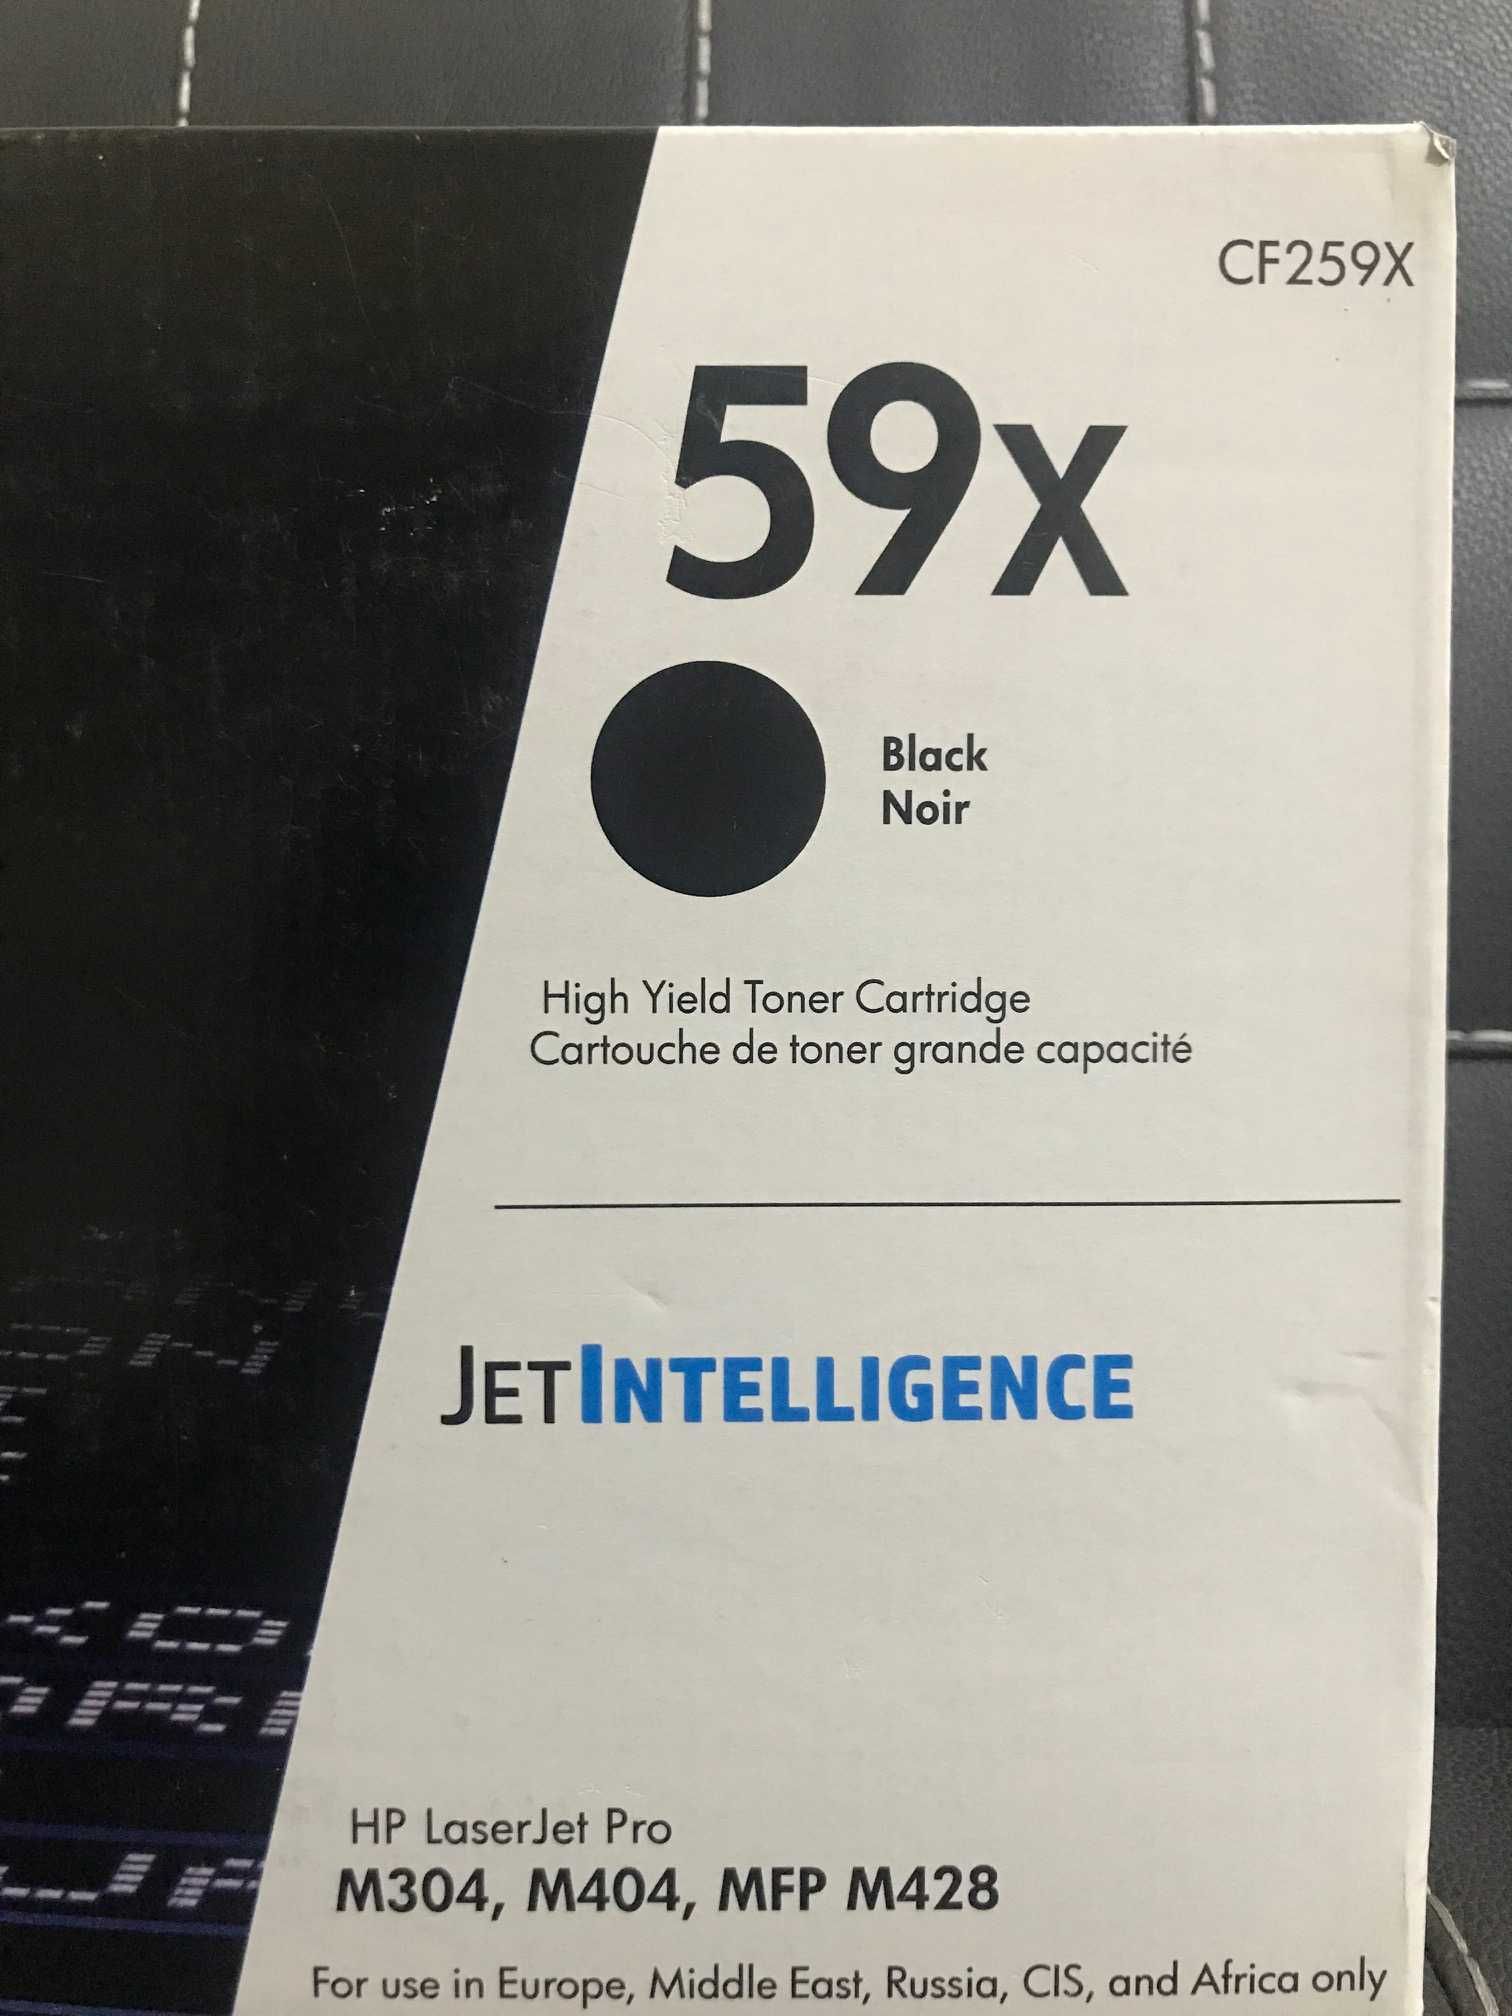 CF259X
59X
Black
Noir
High Yield Toner Cartridge
Cartouche de toner grande capacité
JETINTELLIGENCE
HP LaserJet Pro
M304, M404, MFP M428
For use in Europe, Middle East, Russia, CIS, and Africa only